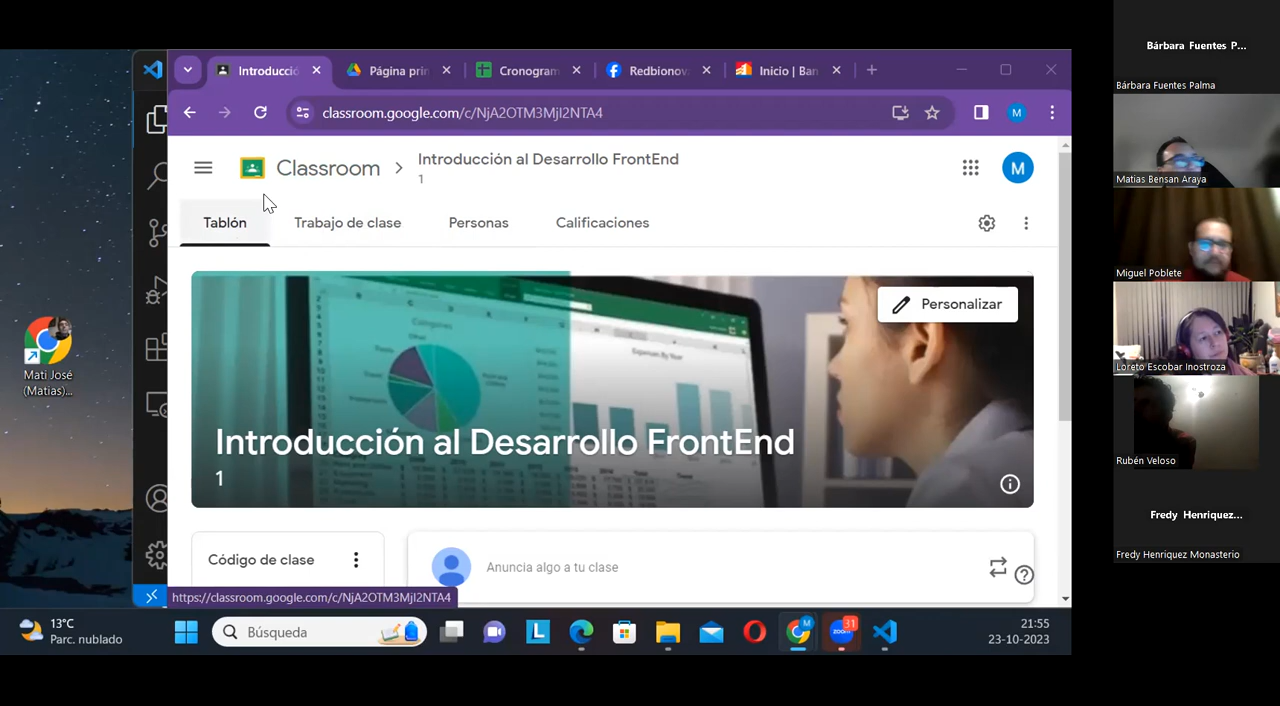 Introducció
Página prin
Cronogram
Redbionov
Inicio | Ban
classroom.google.com/c/NjA2OTM3MjI2NTA4
Classroom
Introducción al Desarrollo FrontEnd
1
M
M
Tablón
Trabajo de clase
Personas
Calificaciones
Personalizar
Introducción al Desarrollo FrontEnd
1
Código de clase
Anuncia algo a tu clase
https://classroom.google.com/c/NjA2OTM3MjI2NTA4
Mati José
(Matias)...
13°C
Parc. nublado
Búsqueda
L
M
zoom
31
21:55
23-10-2023
Bárbara Fuentes P...
Bárbara Fuentes Palma
Matias Bensan Araya
Miguel Poblete
Loreto Escobar Inostroza
Rubén Veloso
Fredy Henriquez...
Fredy Henriquez Monasterio